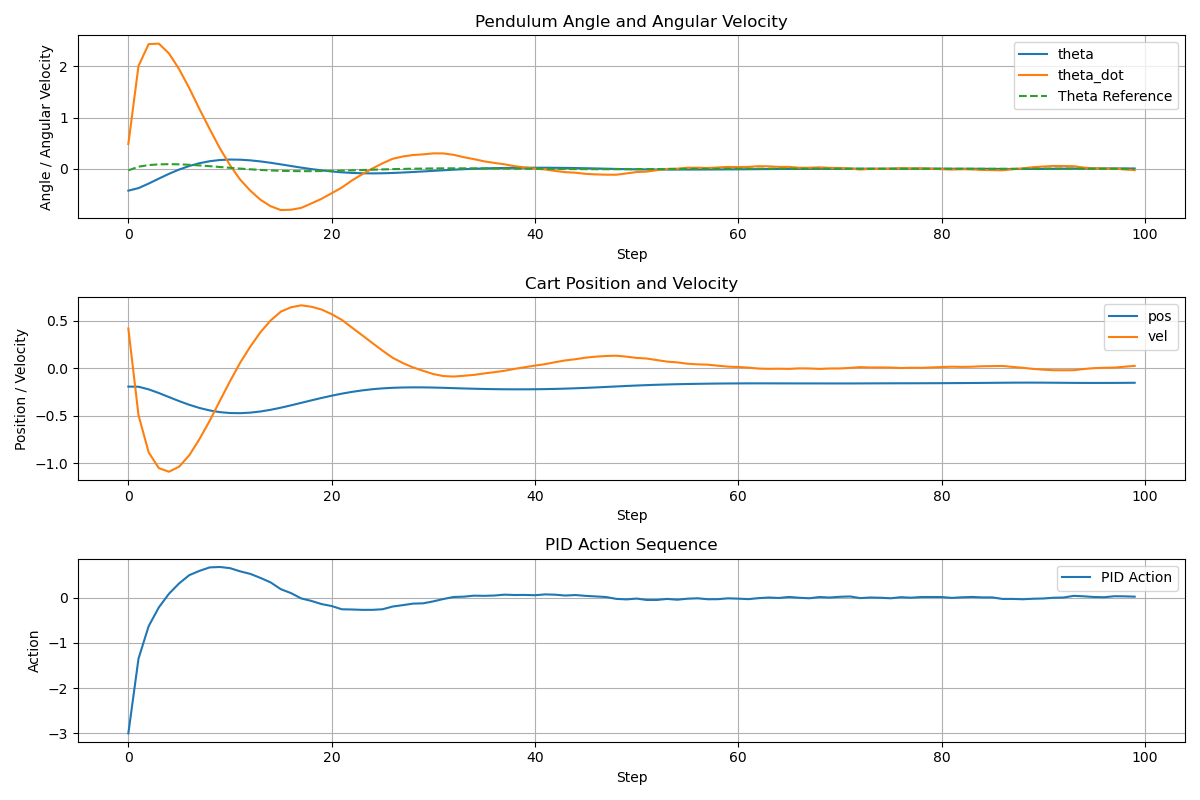 Pendulum Angle and Angular Velocity
Angle / Angular Velocity
2
1
0
theta
theta_dot
Theta Reference
0 20 40 60 80 100
Step
Cart Position and Velocity
Position / Velocity
0.5
0.0
−0.5
−1.0
pos
vel
0 20 40 60 80 100
Step
PID Action Sequence
Action
0
−1
−2
−3
PID Action
0 20 40 60 80 100
Step